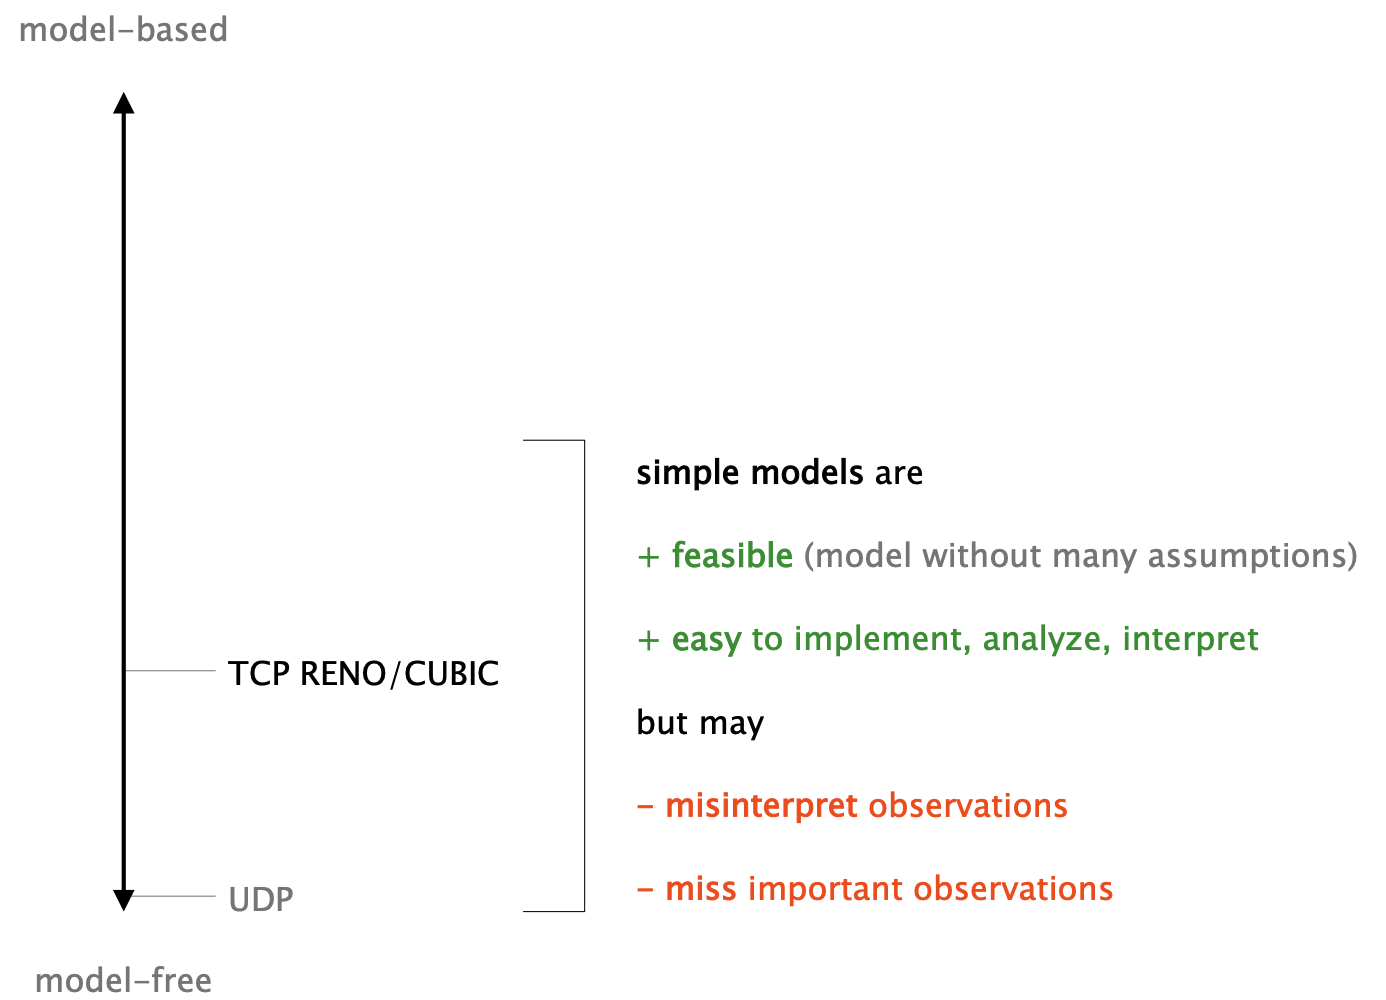 model-based
simple models are
+ feasible (model without many assumptions)
+ easy to implement, analyze, interpret
TCP RENO/CUBIC
but may
- misinterpret observations
- miss important observations
UDP
model-free